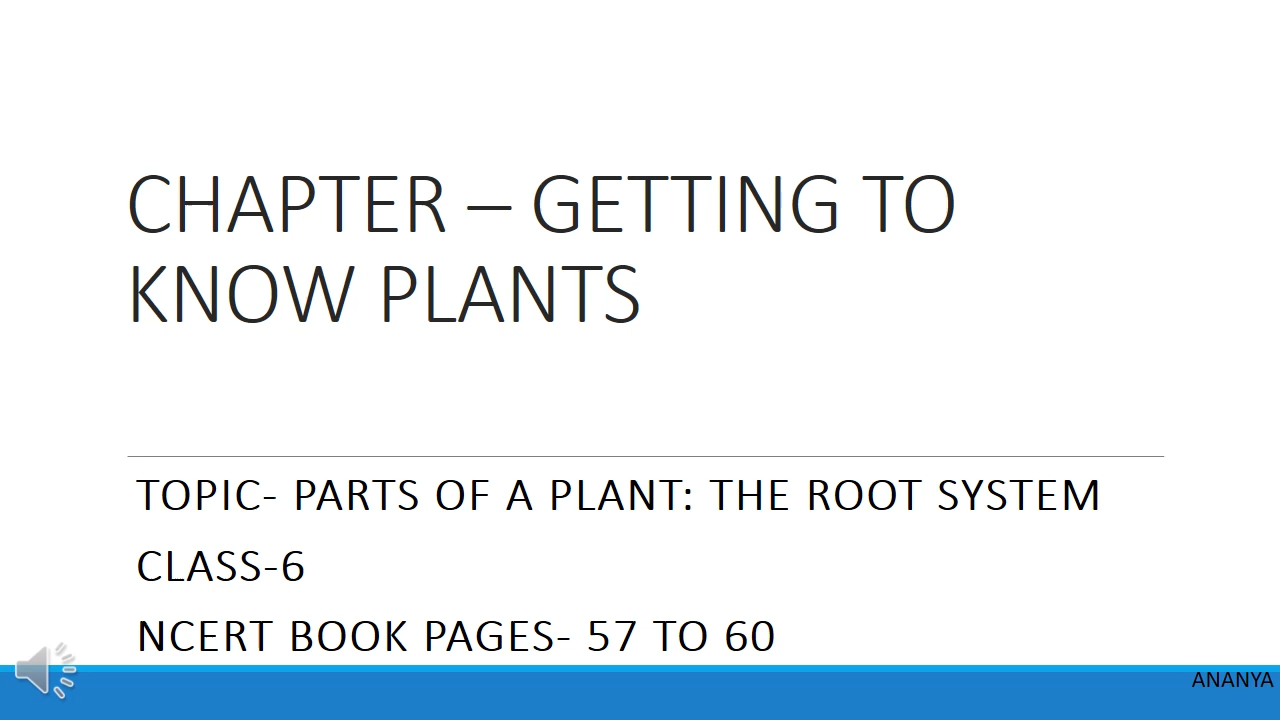 CHAPTER – GETTING TO
KNOW PLANTS
TOPIC- PARTS OF A PLANT: THE ROOT SYSTEM
CLASS-6
NCERT BOOK PAGES- 57 TO 60
ANANYA